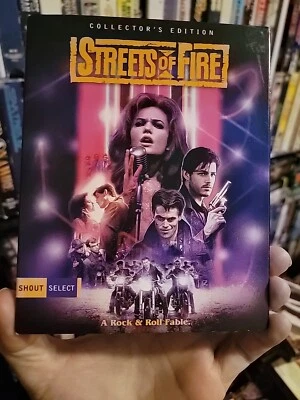 COLLECTOR'S EDITION
STREETS OF FIRE
SHOUT SELECT
A Rock & Roll Fable.